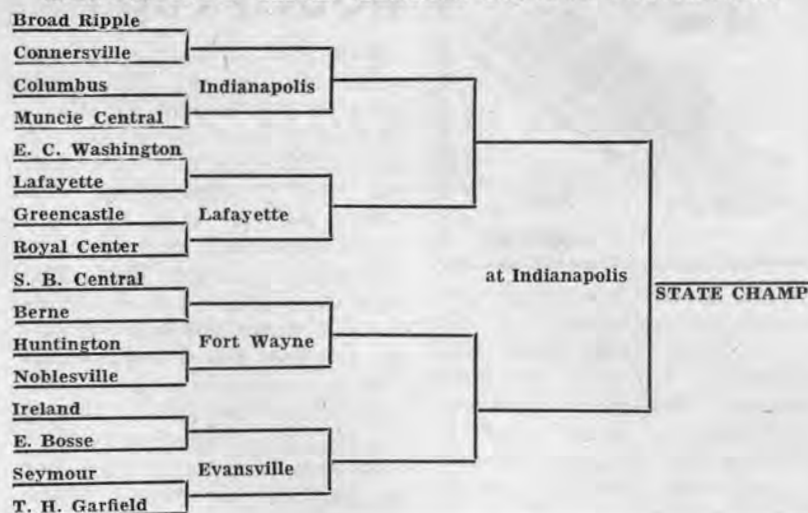 Broad Ripple
Connersville
Columbus
Indianapolis
Muncie Central
E. C. Washington
Lafayette
Greencastle
Lafayette
Royal Center
S. B. Central
at Indianapolis
STATE CHAMP
Berne
Huntington
Fort Wayne
Noblesville
Ireland
E. Bosse
Seymour
Evansville
T. H. Garfield